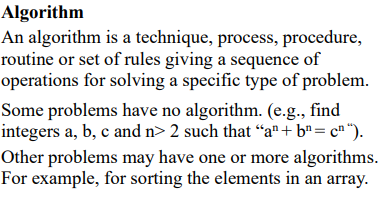 Algorithm
An algorithm is a technique, process, procedure,
routine or set of rules giving a sequence of
operations for solving a specific type of problem.
Some problems have no algorithm. (e.g., find
integers a, b, c and n> 2 such that “aⁿ + bⁿ = cⁿ “).
Other problems may have one or more algorithms.
For example, for sorting the elements in an array.